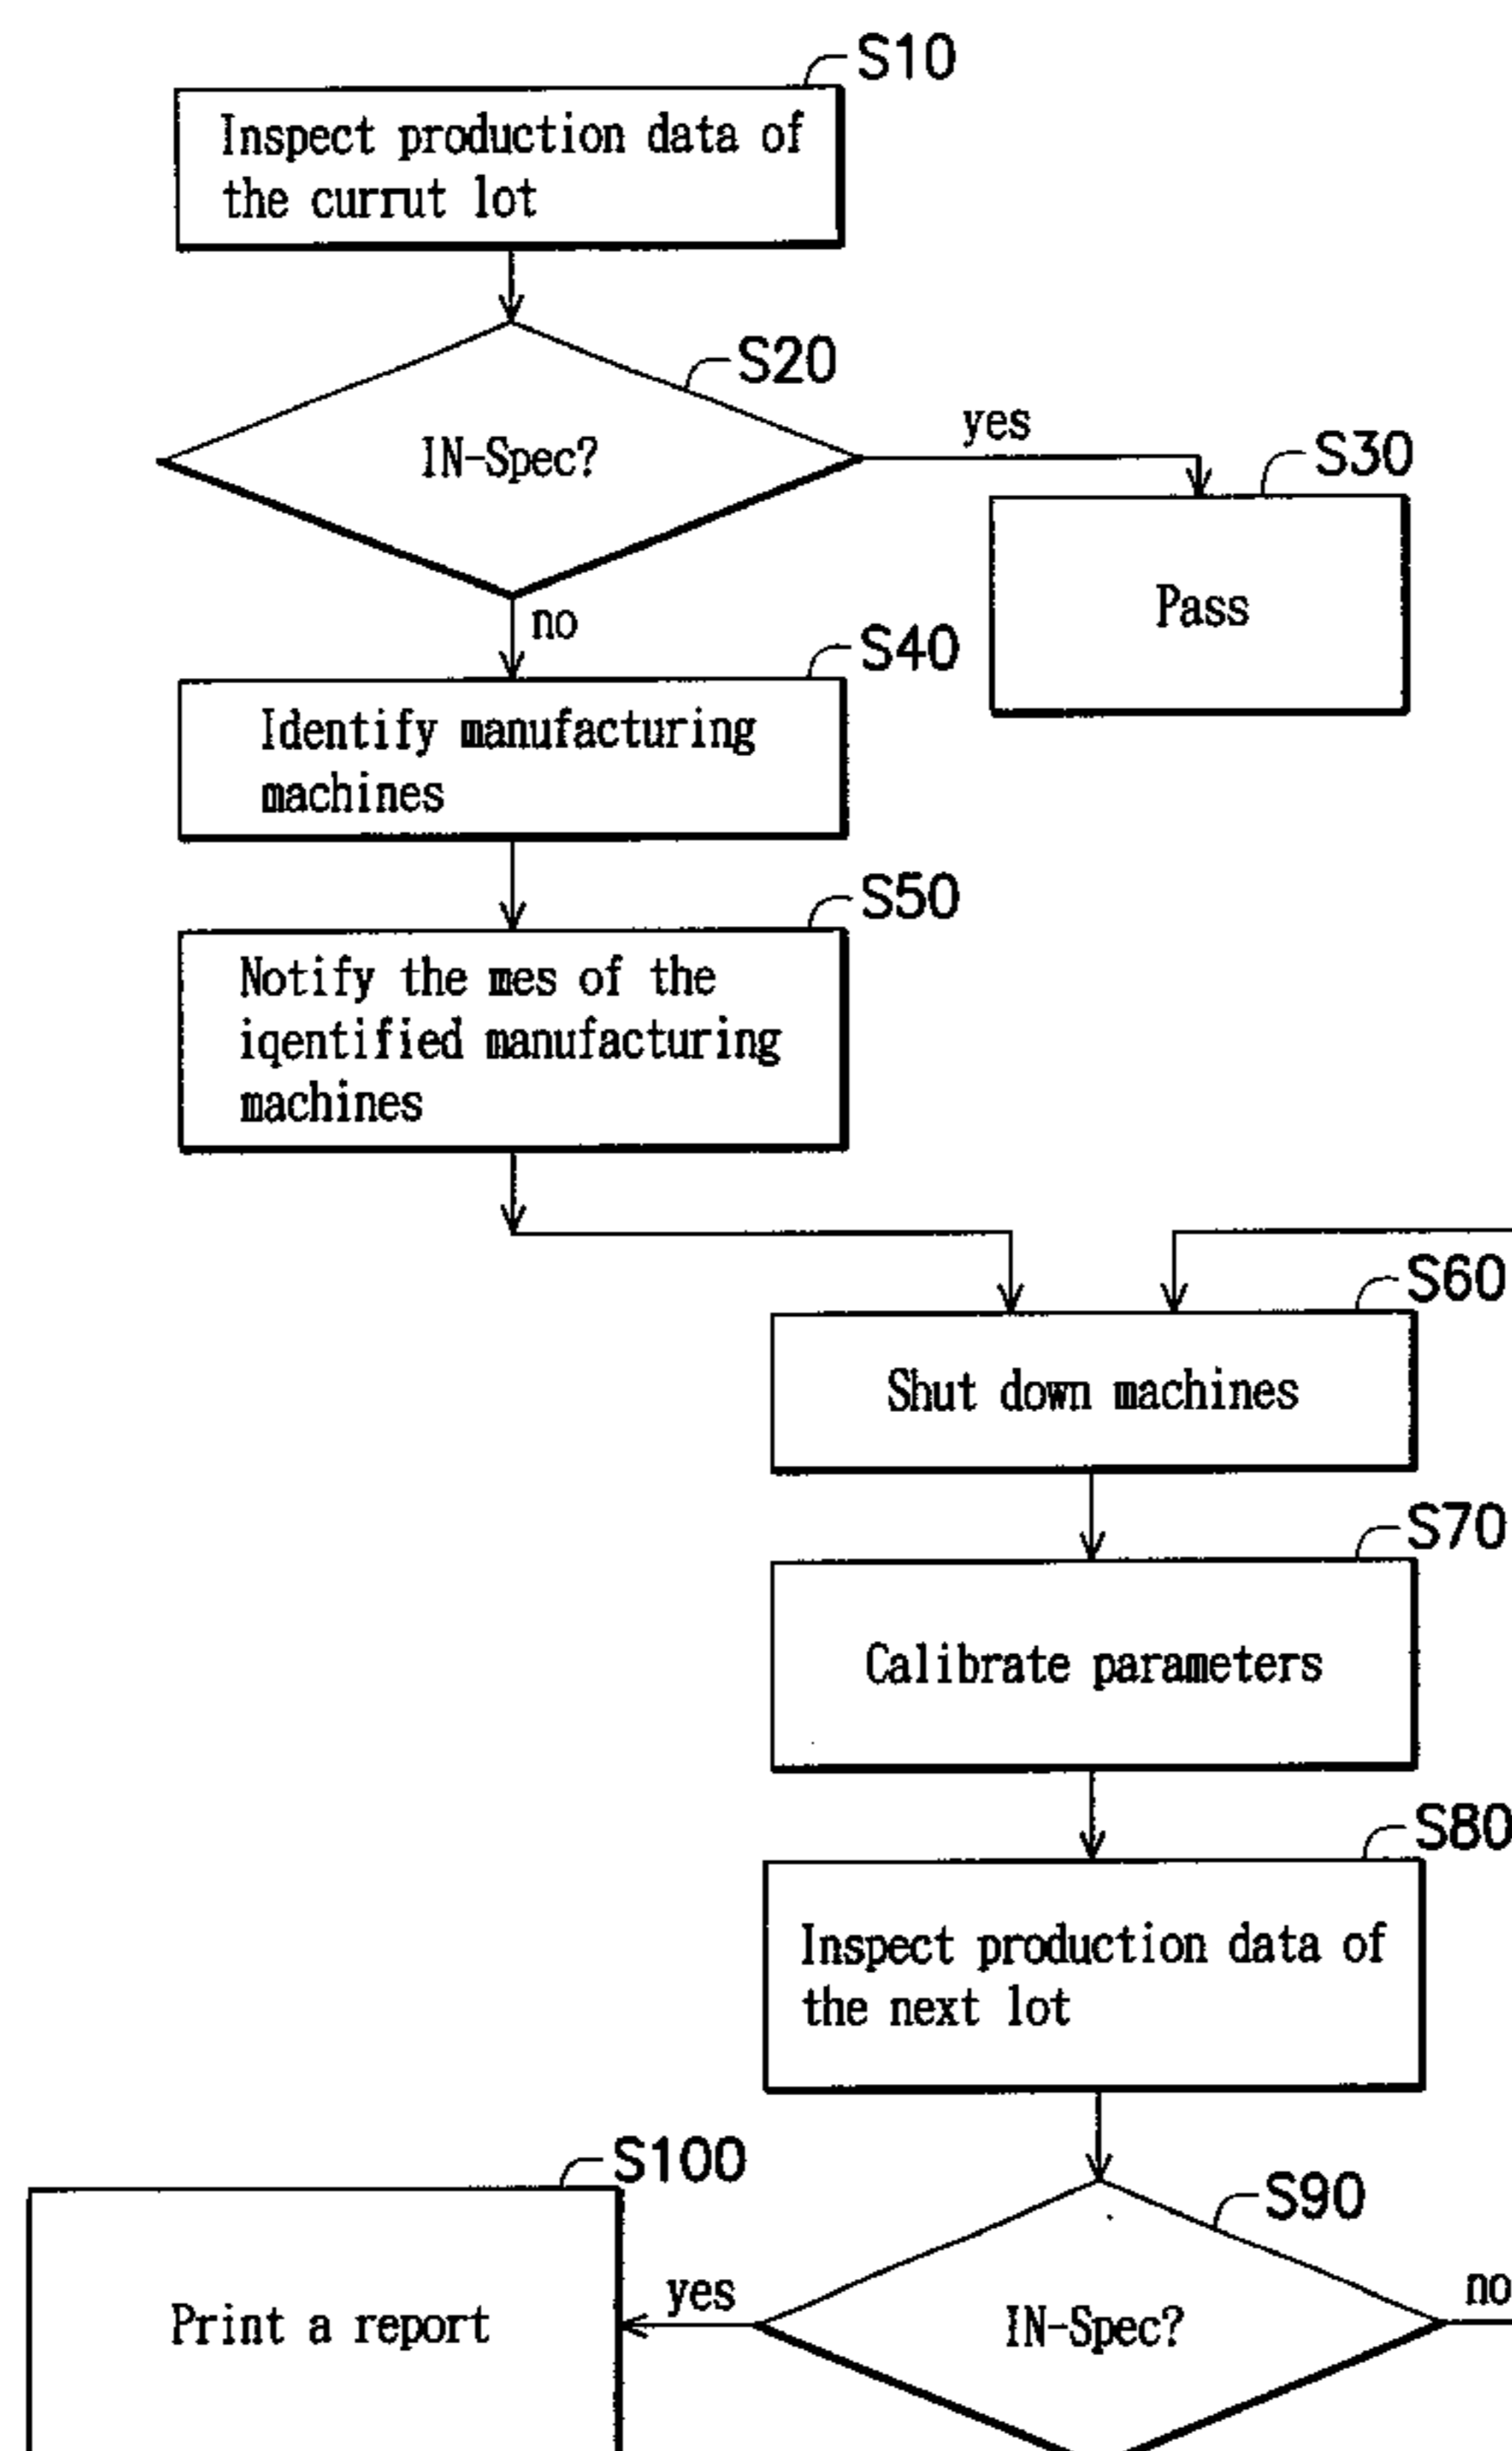 S10
Inspect production data of
the currut lot
S20
IN-Spec?
yes
S30
Pass
no
S40
Identify manufacturing
machines
S50
Notify the mes of the
iqentified manufacturing
machines
S60
Shut down machines
S70
Calibrate parameters
S80
Inspect production data of
the next lot
S100
S90
Print a report
yes
IN-Spec?
no